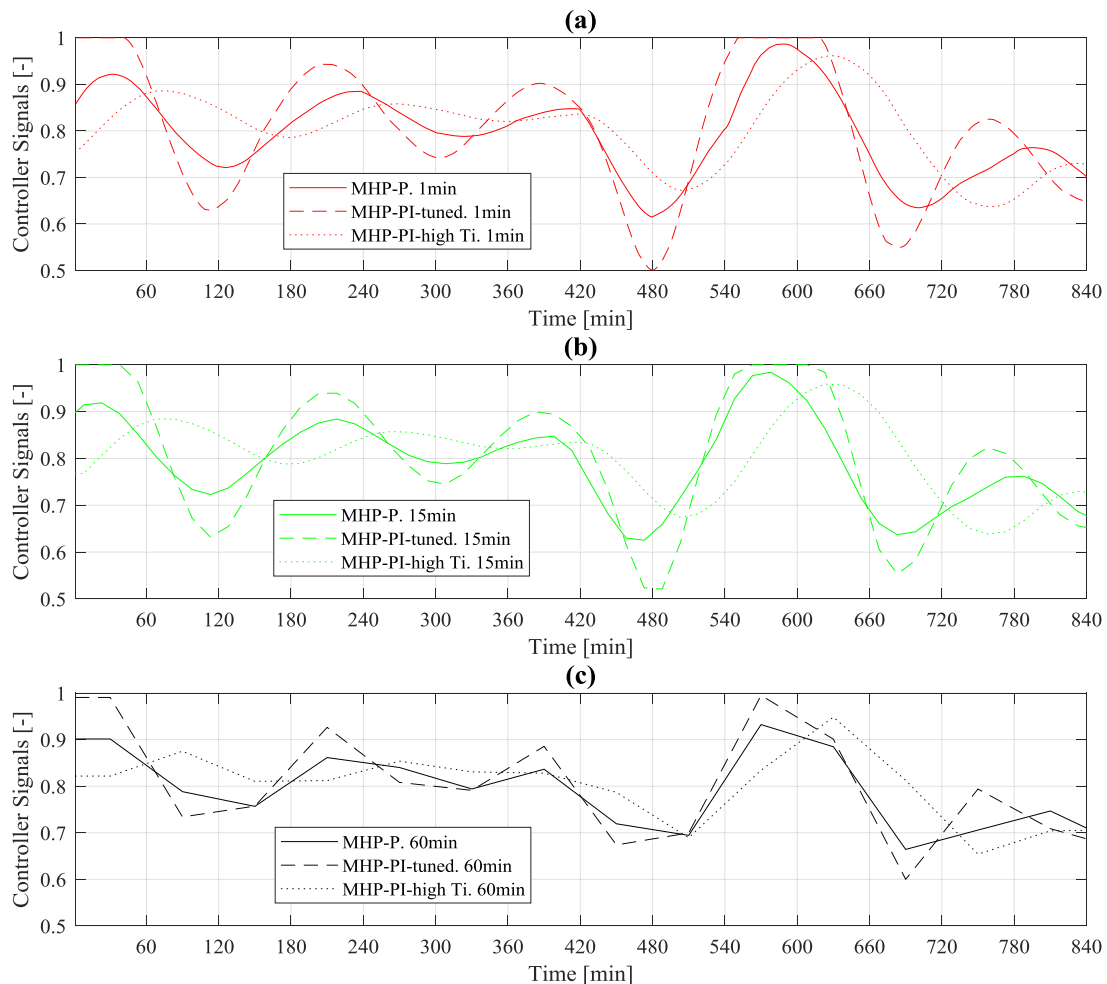 (a)
Controller Signals [-]
1
0.9
0.8
0.7
0.6
0.5
MHP-P. 1min
MHP-PI-tuned. 1min
MHP-PI-high Ti. 1min
60 120 180 240 300 360 420 480 540 600 660 720 780 840
Time [min]
(b)
Controller Signals [-]
1
0.9
0.8
0.7
0.6
0.5
MHP-P. 15min
MHP-PI-tuned. 15min
MHP-PI-high Ti. 15min
60 120 180 240 300 360 420 480 540 600 660 720 780 840
Time [min]
(c)
Controller Signals [-]
1
0.9
0.8
0.7
0.6
0.5
MHP-P. 60min
MHP-PI-tuned. 60min
MHP-PI-high Ti. 60min
60 120 180 240 300 360 420 480 540 600 660 720 780 840
Time [min]